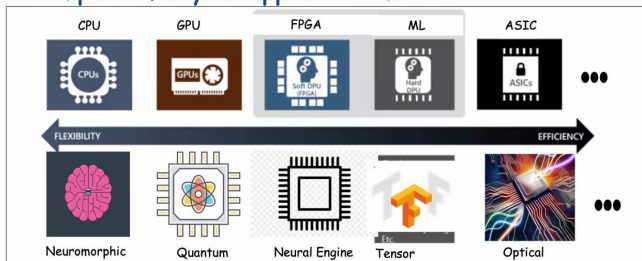 CPU GPU FPGA ML ASIC
CPUs GPUs Soft DPU (FPGA) Hard DPU ASICs
FLEXIBILITY EFFICIENCY
Etc.
Neuromorphic Quantum Neural Engine Tensor Optical